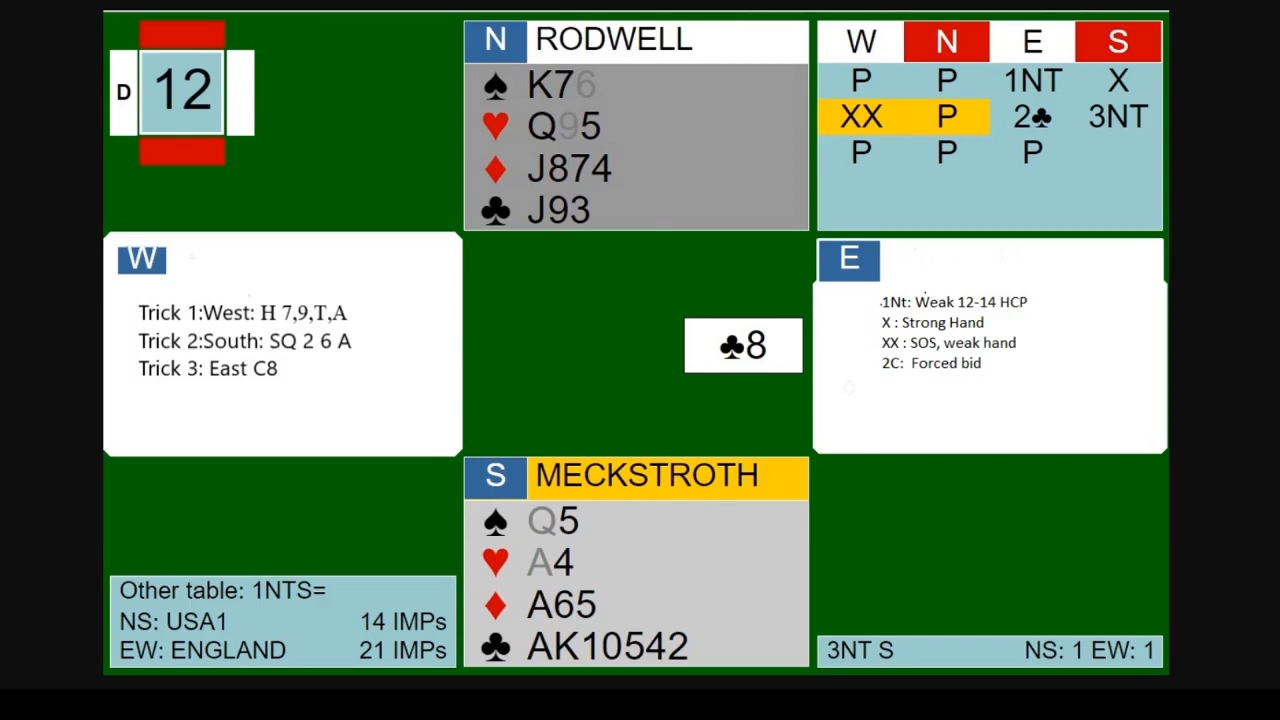 N RODWELL
W N E S
♠ K76
P P 1NT X
D 12
XX P 2♣ 3NT
♥ Q95
P P P
♦ J874
♣ J93
W
E
Trick 1:West: H 7,9,T,A
Trick 2:South: SQ 2 6 A
Trick 3: East C8
.1Nt: Weak 12-14 HCP
X : Strong Hand
XX : SOS, weak hand
2C: Forced bid
♣8
S MECKSTROTH
♠ Q5
♥ A4
♦ A65
♣ AK10542
Other table: 1NTS=
NS: USA1 14 IMPs
EW: ENGLAND 21 IMPs
3NT S NS: 1 EW: 1